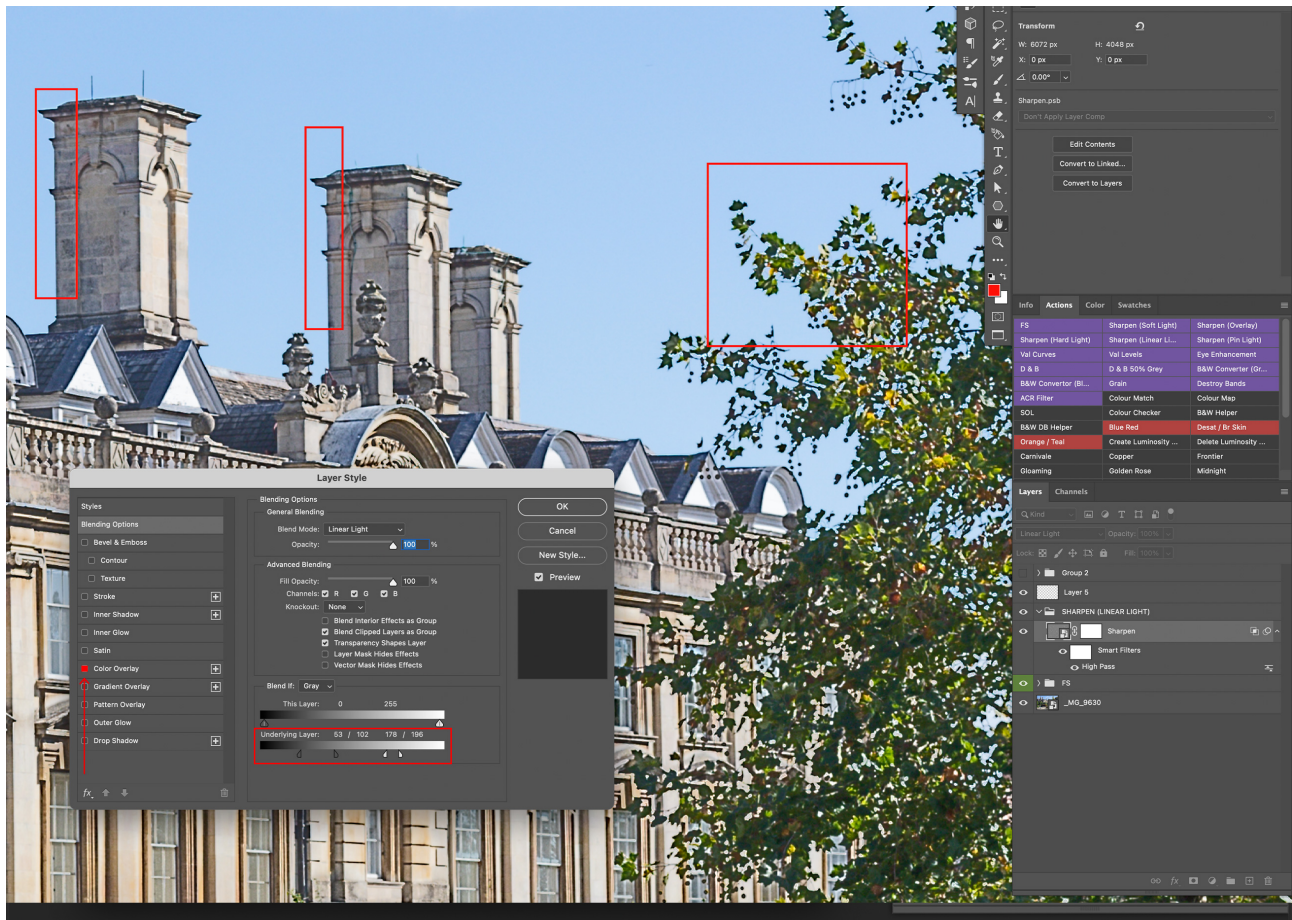 Transform
W: 6072 px H: 4048 px
X: 0 px Y: 0 px
0.00°
Sharpen.psb
Don't Apply Layer Comp
Edit Contents
Convert to Linked...
Convert to Layers
Info Actions Color Swatches
FS Sharpen (Soft Light) Sharpen (Overlay)
Sharpen (Hard Light) Sharpen (Linear Li... Sharpen (Pin Light)
Val Curves Val Levels Eye Enhancement
D & B D & B 50% Grey B&W Converter (Gr...
B&W Convertor (Bl... Grain Destroy Bands
ACR Filter Colour Match Colour Map
SOL Colour Checker B&W Helper
B&W DB Helper Blue Red Desat / Br Skin
Orange / Teal Create Luminosity ... Delete Luminosity ...
Carnivale Copper Frontier
Gloaming Golden Rose Midnight
Layers Channels
Kind
Linear Light Opacity: 100%
Lock: Fill: 100%
Group 2
Layer 5
SHARPEN (LINEAR LIGHT)
Sharpen
Smart Filters
High Pass
FS
_MG_9630
fx
Layer Style
Styles
Blending Options
Bevel & Emboss
Contour
Texture
Stroke
Inner Shadow
Inner Glow
Satin
Color Overlay
Gradient Overlay
Pattern Overlay
Outer Glow
Drop Shadow
fx
Blending Options
General Blending
Blend Mode: Linear Light
Opacity: 100 %
Advanced Blending
Fill Opacity: 100 %
Channels: R G B
Knockout: None
Blend Interior Effects as Group
Blend Clipped Layers as Group
Transparency Shapes Layer
Layer Mask Hides Effects
Vector Mask Hides Effects
Blend If: Gray
This Layer: 0 255
Underlying Layer: 53 / 102 178 / 196
OK
Cancel
New Style...
Preview